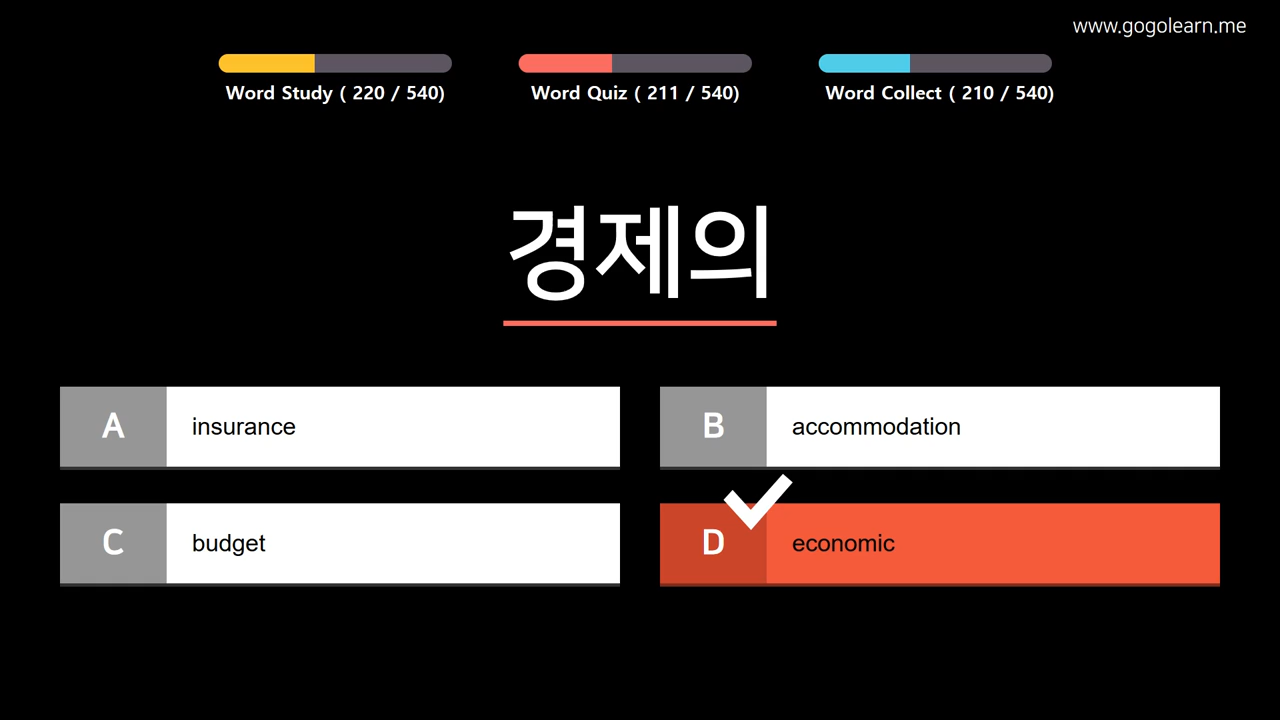 www.gogolearn.me
Word Study ( 220 / 540)
Word Quiz ( 211 / 540)
Word Collect ( 210 / 540)
경제의
A insurance
B accommodation
C budget
D economic